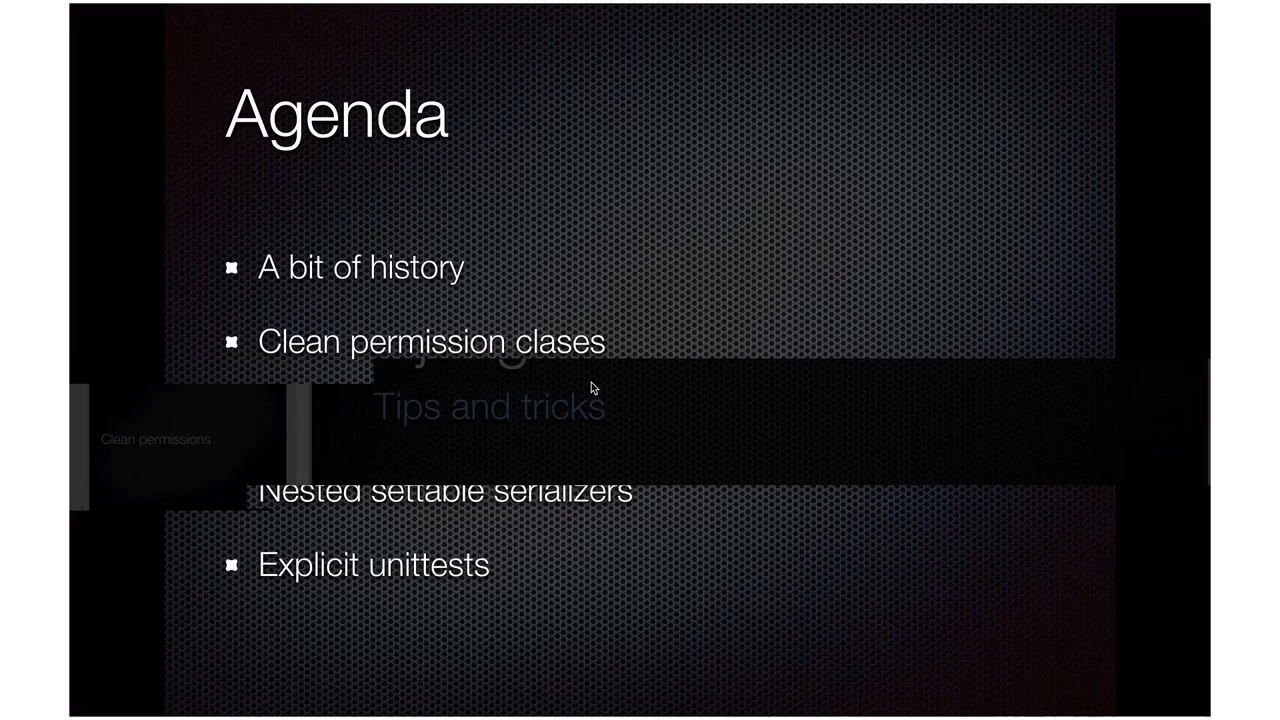 Agenda
A bit of history
Clean permission clases
Tips and tricks
Clean permissions
Nested settable serializers
Explicit unittests